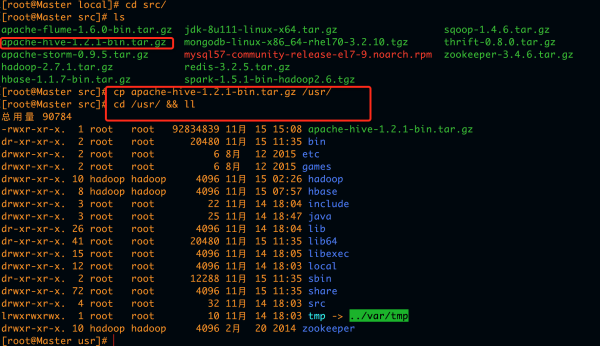 [root@Master local]# cd src/
[root@Master src]# ls
apache-flume-1.6.0-bin.tar.gz  jdk-8u111-linux-x64.tar.gz  sqoop-1.4.6.tar.gz
apache-hive-1.2.1-bin.tar.gz  mongodb-linux-x86_64-rhel70-3.2.10.tgz  thrift-0.8.0.tar.gz
apache-storm-0.9.5.tar.gz  mysql57-community-release-el7-9.noarch.rpm  zookeeper-3.4.6.tar.gz
hadoop-2.7.1.tar.gz  redis-3.2.5.tar.gz
hbase-1.1.7-bin.tar.gz  spark-1.5.1-bin-hadoop2.6.tgz
[root@Master src]# cp apache-hive-1.2.1-bin.tar.gz /usr/
[root@Master src]# cd /usr/ && ll
总用量 90784
-rwxr-xr-x. 1 root root 92834839 11月 15 15:08 apache-hive-1.2.1-bin.tar.gz
dr-xr-xr-x. 2 root root 20480 11月 15 11:35 bin
drwxr-xr-x. 2 root root 6 8月 12 2015 etc
drwxr-xr-x. 2 root root 6 8月 12 2015 games
drwxr-xr-x. 10 hadoop hadoop 4096 11月 15 02:26 hadoop
drwxr-xr-x. 8 hadoop hadoop 4096 11月 15 07:57 hbase
drwxr-xr-x. 3 root root 22 11月 14 18:04 include
drwxr-xr-x. 3 root root 25 11月 14 18:47 java
dr-xr-xr-x. 26 root root 4096 11月 14 18:04 lib
dr-xr-xr-x. 41 root root 20480 11月 15 11:35 lib64
drwxr-xr-x. 15 root root 4096 11月 14 18:05 libexec
drwxr-xr-x. 12 root root 4096 11月 14 18:03 local
dr-xr-xr-x. 2 root root 12288 11月 15 11:35 sbin
drwxr-xr-x. 72 root root 4096 11月 15 11:35 share
drwxr-xr-x. 4 root root 32 11月 14 18:03 src
lrwxrwxrwx. 1 root root 10 11月 14 18:03 tmp -> ../var/tmp
drwxr-xr-x. 10 hadoop hadoop 4096 2月 20 2014 zookeeper
[root@Master usr]#